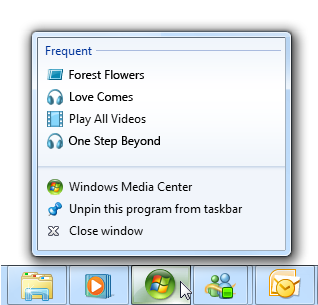 Frequent
Forest Flowers
Love Comes
Play All Videos
One Step Beyond
Windows Media Center
Unpin this program from taskbar
Close window